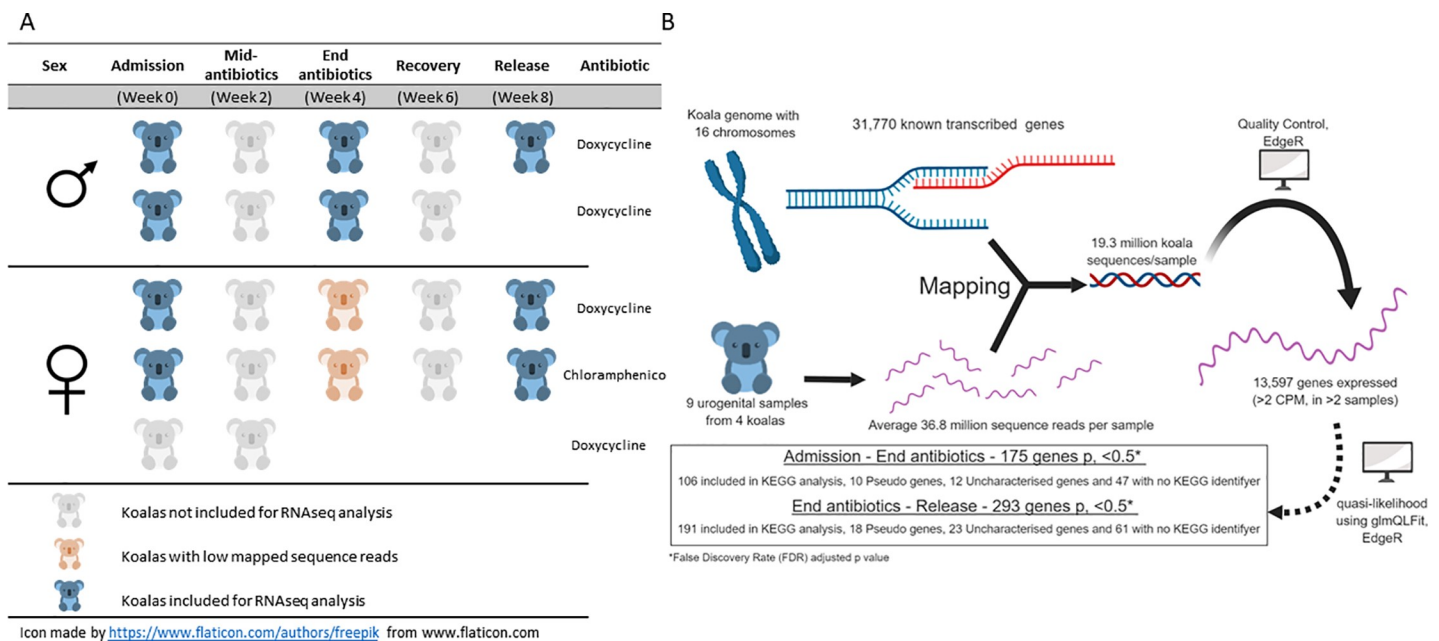 A
Sex Admission Mid-antibiotics End antibiotics Recovery Release Antibiotic
(Week 0) (Week 2) (Week 4) (Week 6) (Week 8)
Doxycycline
Doxycycline
Doxycycline
Chloramphenico
Doxycycline
Koalas not included for RNAseq analysis
Koalas with low mapped sequence reads
Koalas included for RNAseq analysis
Icon made by https://www.flaticon.com/authors/freepik from www.flaticon.com
B
Koala genome with
16 chromosomes
31,770 known transcribed genes
Quality Control,
EdgeR
Mapping
19.3 million koala
sequences/sample
9 urogenital samples
from 4 koalas
Average 36.8 million sequence reads per sample
13,597 genes expressed
(>2 CPM, in >2 samples)
quasi-likelihood
using glmQLFit,
EdgeR
Admission - End antibiotics - 175 genes p, <0.5*
106 included in KEGG analysis, 10 Pseudo genes, 12 Uncharacterised genes and 47 with no KEGG identifyer
End antibiotics - Release - 293 genes p, <0.5*
191 included in KEGG analysis, 18 Pseudo genes, 23 Uncharacterised genes and 61 with no KEGG identifyer
*False Discovery Rate (FDR) adjusted p value